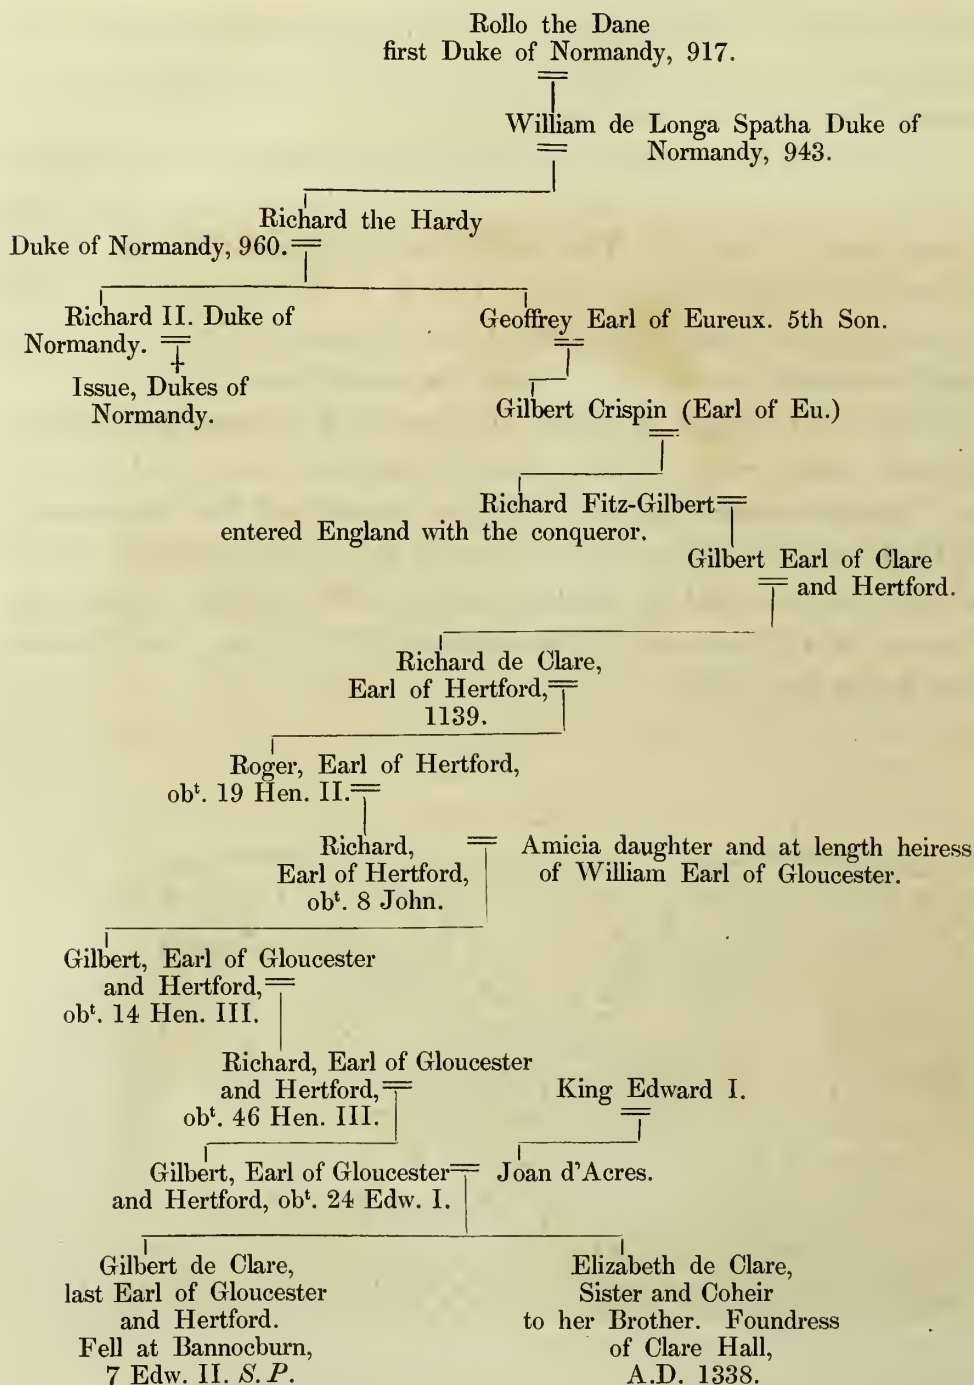 Rollo the Dane
first Duke of Normandy, 917.
William de Longa Spatha Duke of
Normandy, 943.
Richard the Hardy
Duke of Normandy, 960.
Richard II. Duke of
Normandy.
Issue, Dukes of
Normandy.
Geoffrey Earl of Eureux. 5th Son.
Gilbert Crispin (Earl of Eu.)
Richard Fitz-Gilbert
entered England with the conqueror.
Gilbert Earl of Clare
and Hertford.
Richard de Clare,
Earl of Hertford,
1139.
Roger, Earl of Hertford,
obᵗ. 19 Hen. II.
Richard,
Earl of Hertford,
obᵗ. 8 John.
Amicia daughter and at length heiress
of William Earl of Gloucester.
Gilbert, Earl of Gloucester
and Hertford,
obᵗ. 14 Hen. III.
Richard, Earl of Gloucester
and Hertford,
obᵗ. 46 Hen. III.
King Edward I.
Gilbert, Earl of Gloucester
and Hertford, obᵗ. 24 Edw. I.
Joan d'Acres.
Gilbert de Clare,
last Earl of Gloucester
and Hertford.
Fell at Bannocburn,
7 Edw. II. S. P.
Elizabeth de Clare,
Sister and Coheir
to her Brother. Foundress
of Clare Hall,
A.D. 1338.